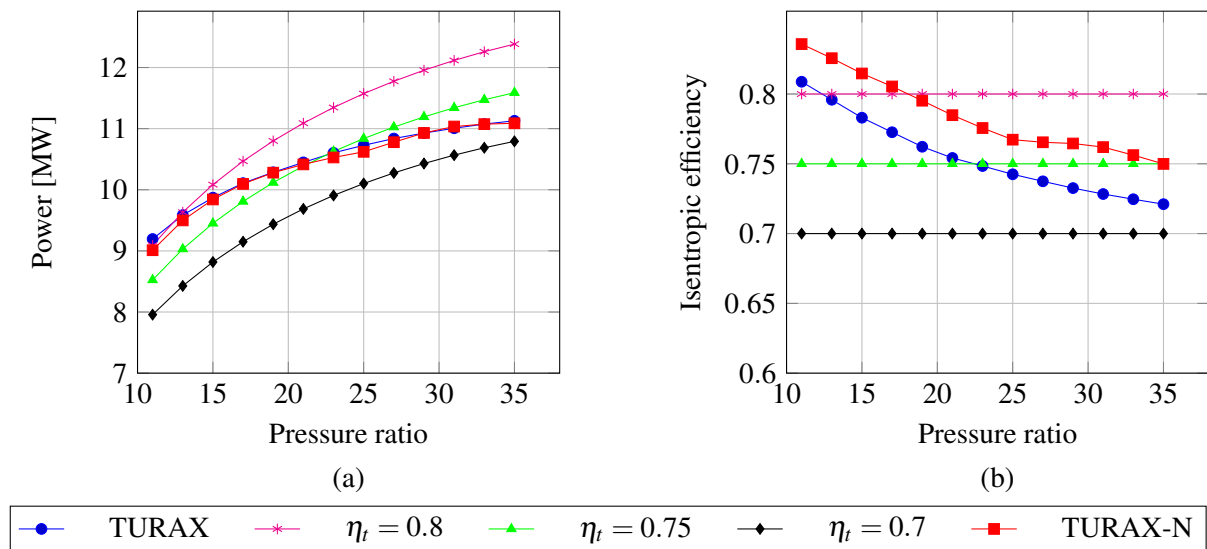 Power [MW]
12
11
10
9
8
7
10 15 20 25 30 35
Pressure ratio
(a)
Isentropic efficiency
0.8
0.75
0.7
0.65
0.6
10 15 20 25 30 35
Pressure ratio
(b)
TURAX ηt = 0.8 ηt = 0.75 ηt = 0.7 TURAX-N